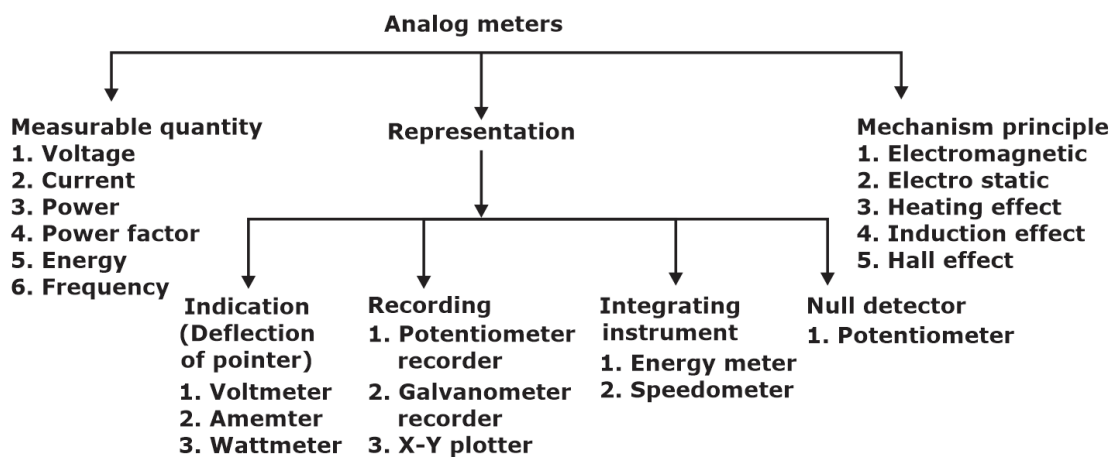 Analog meters
Measurable quantity
1. Voltage
2. Current
3. Power
4. Power factor
5. Energy
6. Frequency
Representation
Mechanism principle
1. Electromagnetic
2. Electro static
3. Heating effect
4. Induction effect
5. Hall effect
Indication
(Deflection
of pointer)
1. Voltmeter
2. Amemter
3. Wattmeter
Recording
1. Potentiometer
recorder
2. Galvanometer
recorder
3. X-Y plotter
Integrating
instrument
1. Energy meter
2. Speedometer
Null detector
1. Potentiometer